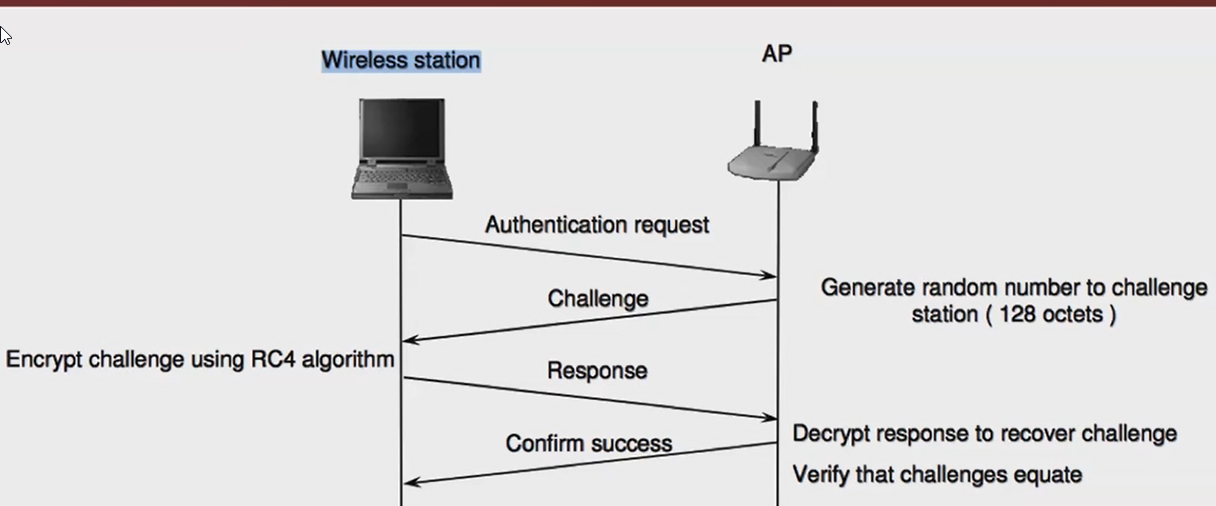 Wireless station
AP
Authentication request
Generate random number to challenge
station ( 128 octets )
Challenge
Encrypt challenge using RC4 algorithm
Response
Decrypt response to recover challenge
Confirm success
Verify that challenges equate